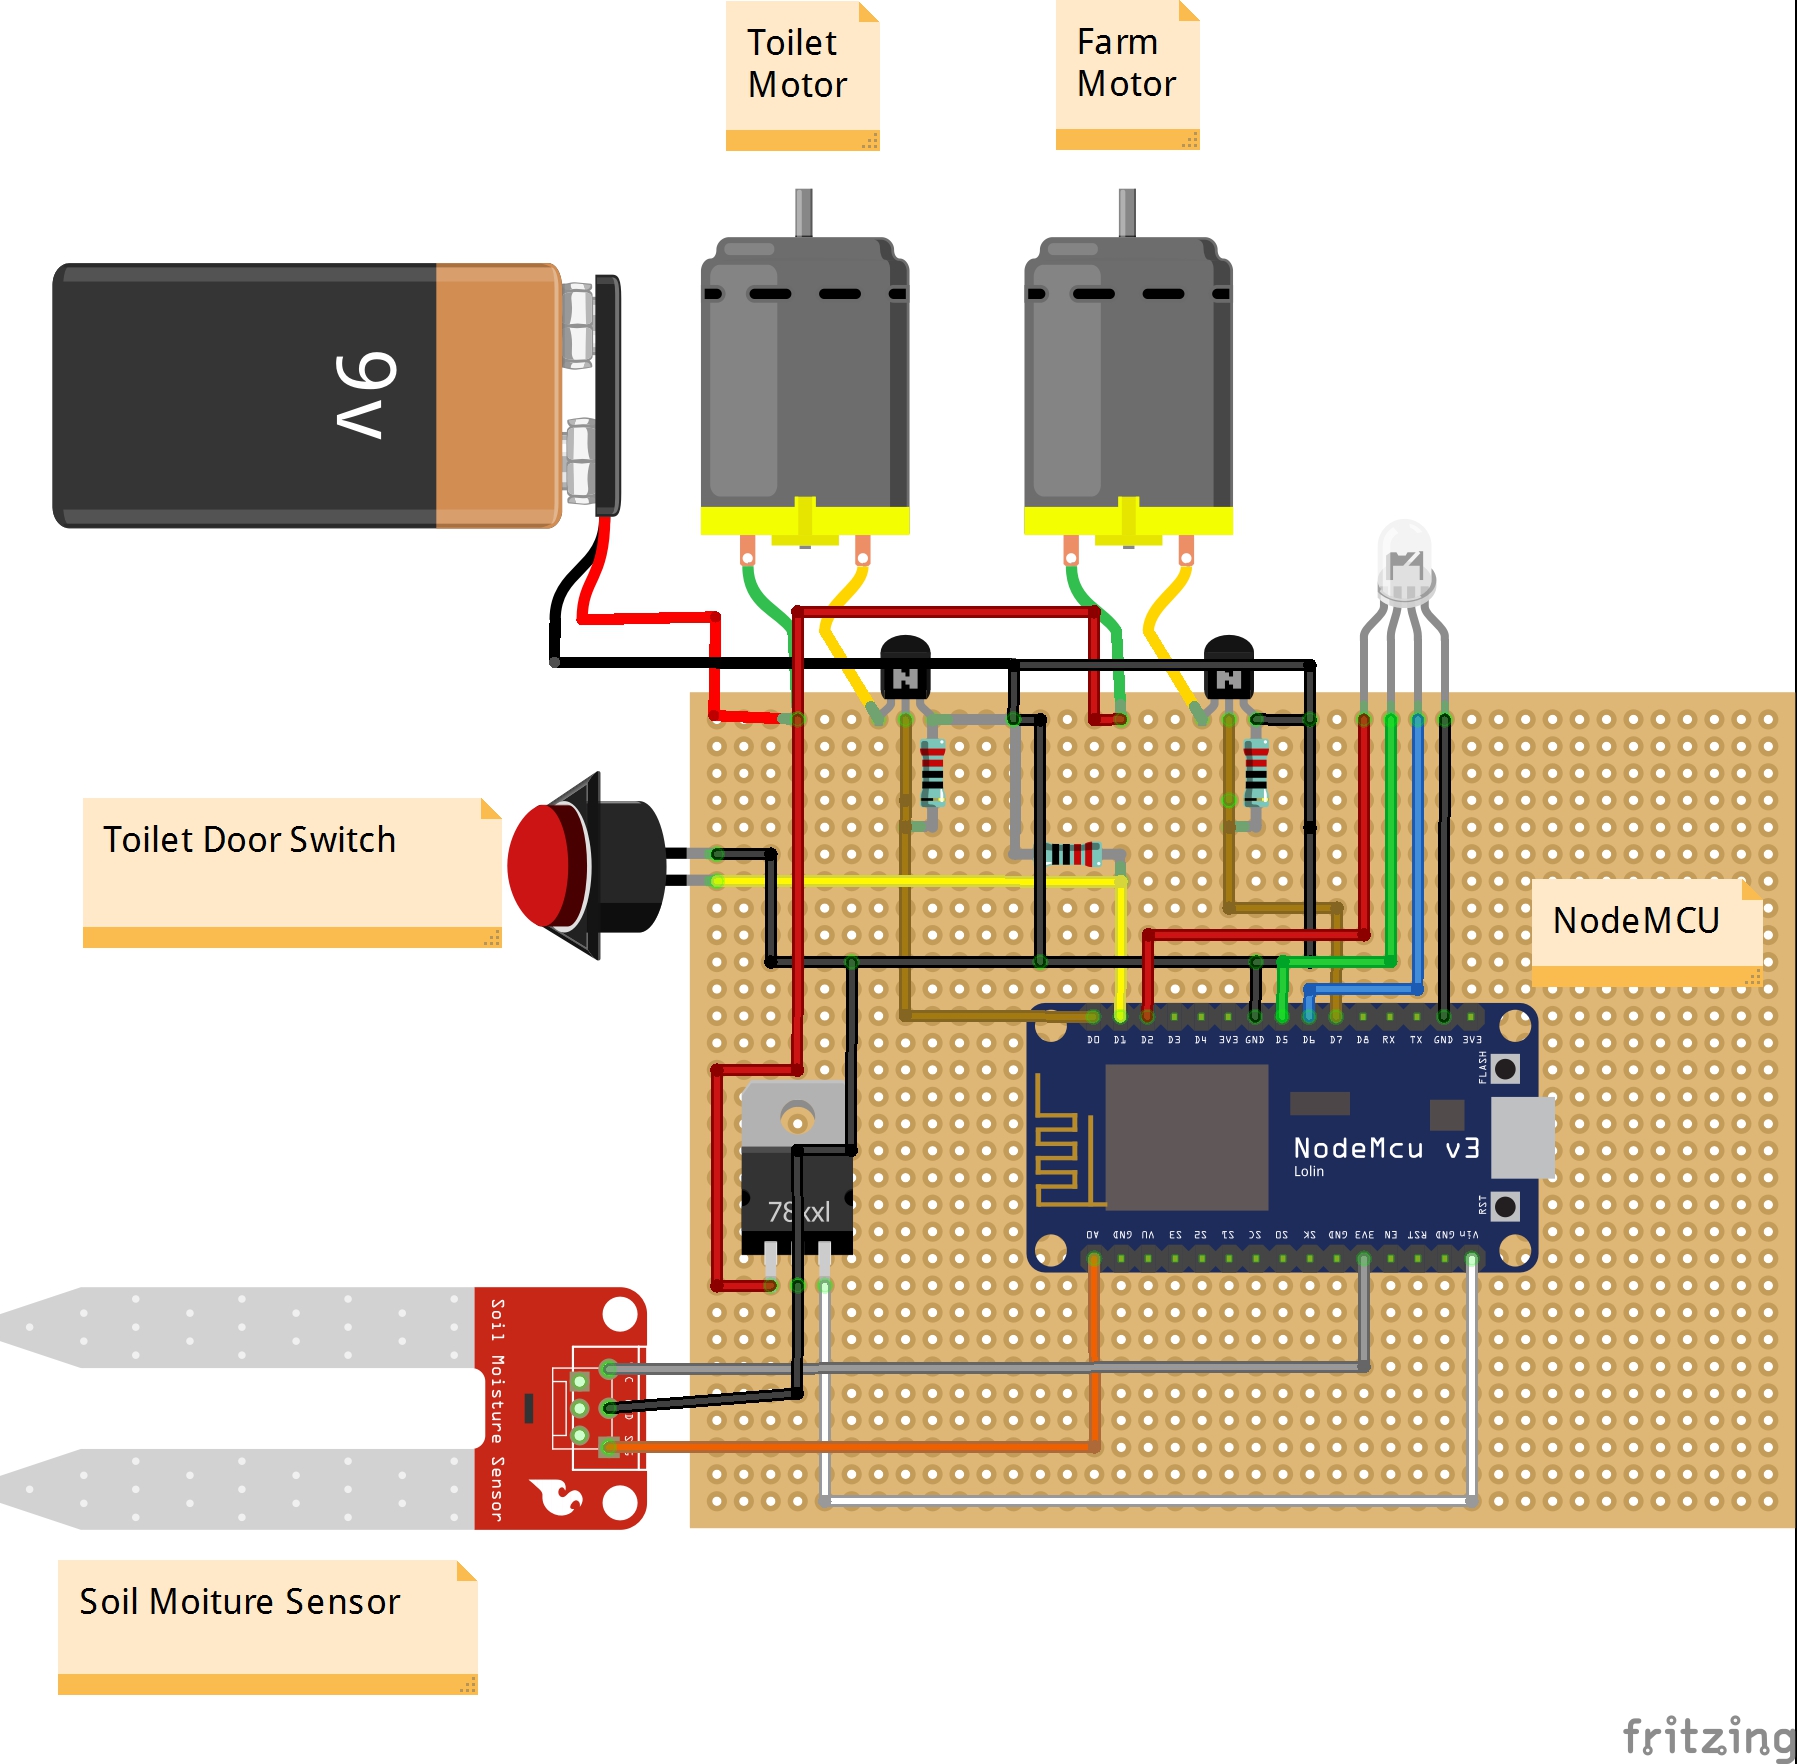 Toilet
Motor
Farm
Motor
9v
N
N
Toilet Door Switch
NodeMCU
D0 D1 D2 D3 D4 3V3 GND D5 D6 D7 D8 RX TX GND 3V3
FLASH
NodeMcu v3
Lolin
RST
78xxl
A0 GND VU S3 S2 S1 SC SO SK GND 3V3 EN RST GND Vin
Soil Moisture Sensor
Soil Moiture Sensor
fritzing